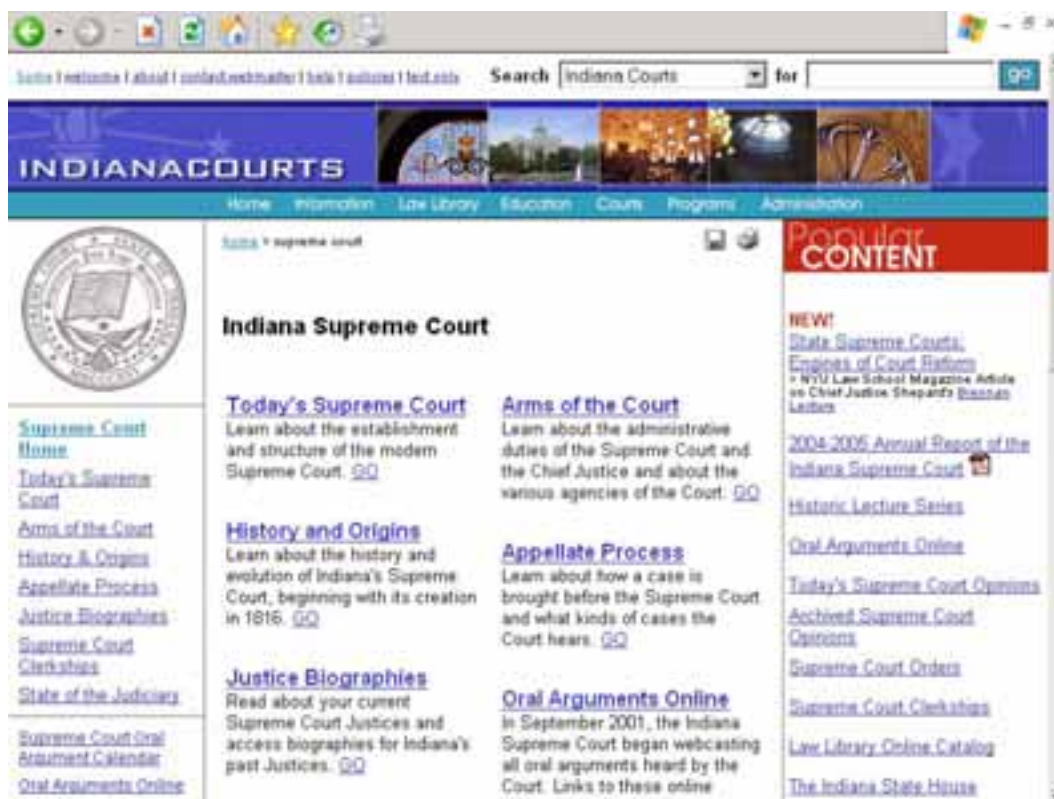 home | welcome | about | contact webmaster | help | policies | text only
Search Indiana Courts for go
INDIANACOURTS
Home Information Law Library Education Courts Programs Administration
home > supreme court
Indiana Supreme Court
Supreme Court
Home
Today's Supreme
Court
Arms of the Court
History & Origins
Appellate Process
Justice Biographies
Supreme Court
Clerkships
State of the Judiciary
Supreme Court Oral
Argument Calendar
Oral Arguments Online
Today's Supreme Court
Learn about the establishment
and structure of the modern
Supreme Court. GO
History and Origins
Learn about the history and
evolution of Indiana's Supreme
Court, beginning with its creation
in 1816. GO
Justice Biographies
Read about your current
Supreme Court Justices and
access biographies for Indiana's
past Justices. GO
Arms of the Court
Learn about the administrative
duties of the Supreme Court and
the Chief Justice and about the
various agencies of the Court. GO
Appellate Process
Learn about how a case is
brought before the Supreme Court
and what kinds of cases the
Court hears. GO
Oral Arguments Online
In September 2001, the Indiana
Supreme Court began webcasting
all oral arguments heard by the
Court. Links to these online
Popular
CONTENT
NEW!
State Supreme Courts:
Engines of Court Reform
> NYU Law School Magazine Article
on Chief Justice Shepard's Brennan
Lecture
2004-2005 Annual Report of the
Indiana Supreme Court
Historic Lecture Series
Oral Arguments Online
Today's Supreme Court Opinions
Archived Supreme Court
Opinions
Supreme Court Orders
Supreme Court Clerkships
Law Library Online Catalog
The Indiana State House